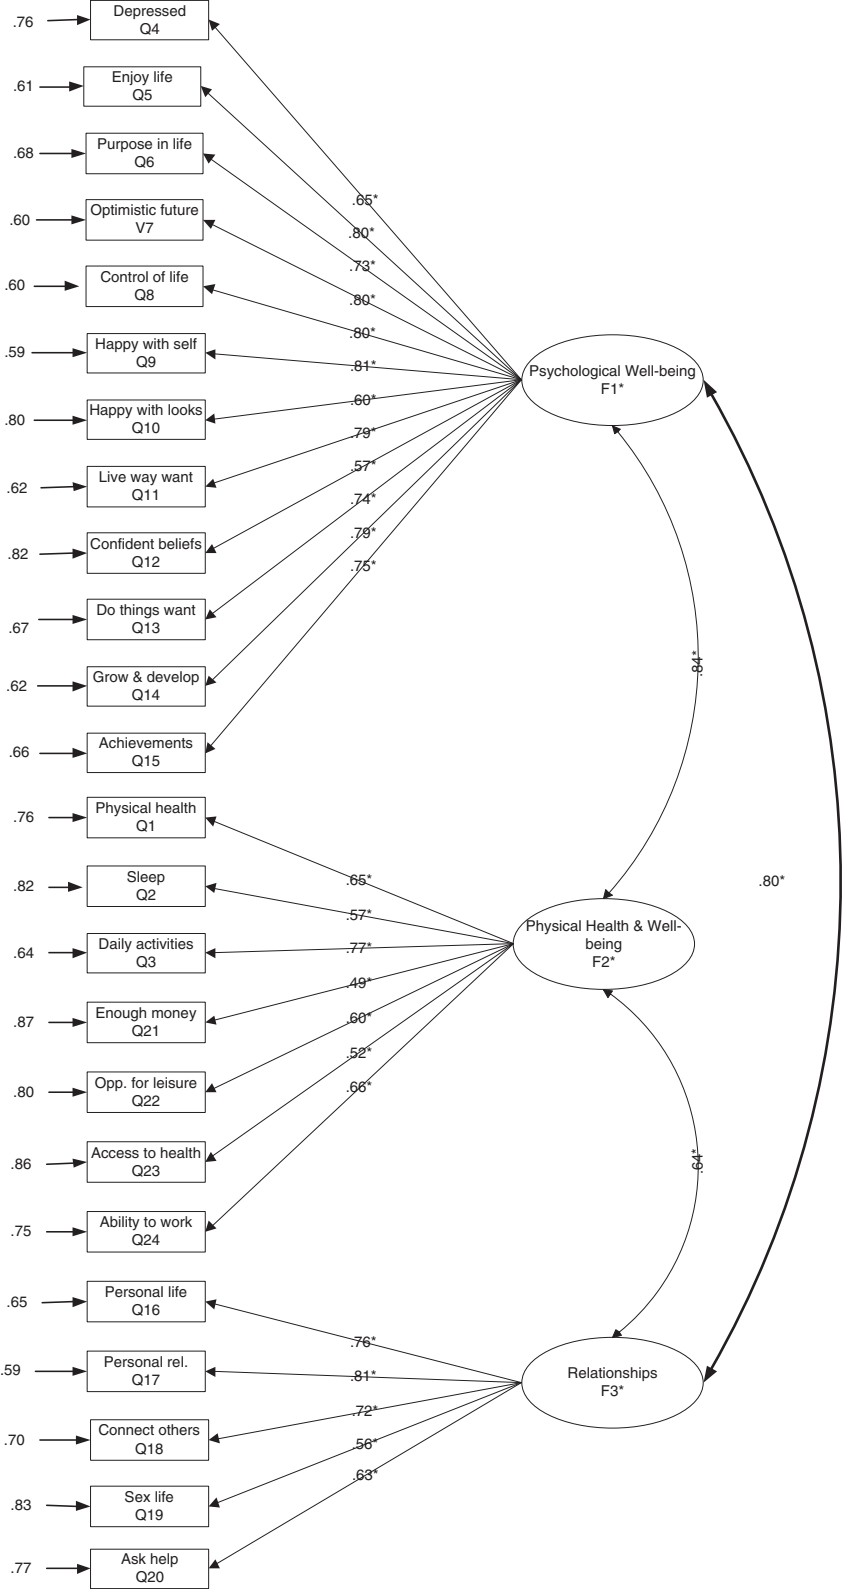 .76
Depressed
Q4
.61
Enjoy life
Q5
.68
Purpose in life
Q6
.60
Optimistic future
V7
.60
Control of life
Q8
.59
Happy with self
Q9
.80
Happy with looks
Q10
.62
Live way want
Q11
.82
Confident beliefs
Q12
.67
Do things want
Q13
.62
Grow & develop
Q14
.66
Achievements
Q15
.65*
.80*
.73*
.80*
.80*
.81*
.60*
.79*
.57*
.74*
.79*
.75*
Psychological Well-being
F1*
.84*
.80*
.76
Physical health
Q1
.82
Sleep
Q2
.64
Daily activities
Q3
.87
Enough money
Q21
.80
Opp. for leisure
Q22
.86
Access to health
Q23
.75
Ability to work
Q24
.65*
.57*
.77*
.49*
.60*
.52*
.66*
Physical Health & Well-
being
F2*
.64*
.65
Personal life
Q16
.59
Personal rel.
Q17
.70
Connect others
Q18
.83
Sex life
Q19
.77
Ask help
Q20
.76*
.81*
.72*
.56*
.63*
Relationships
F3*